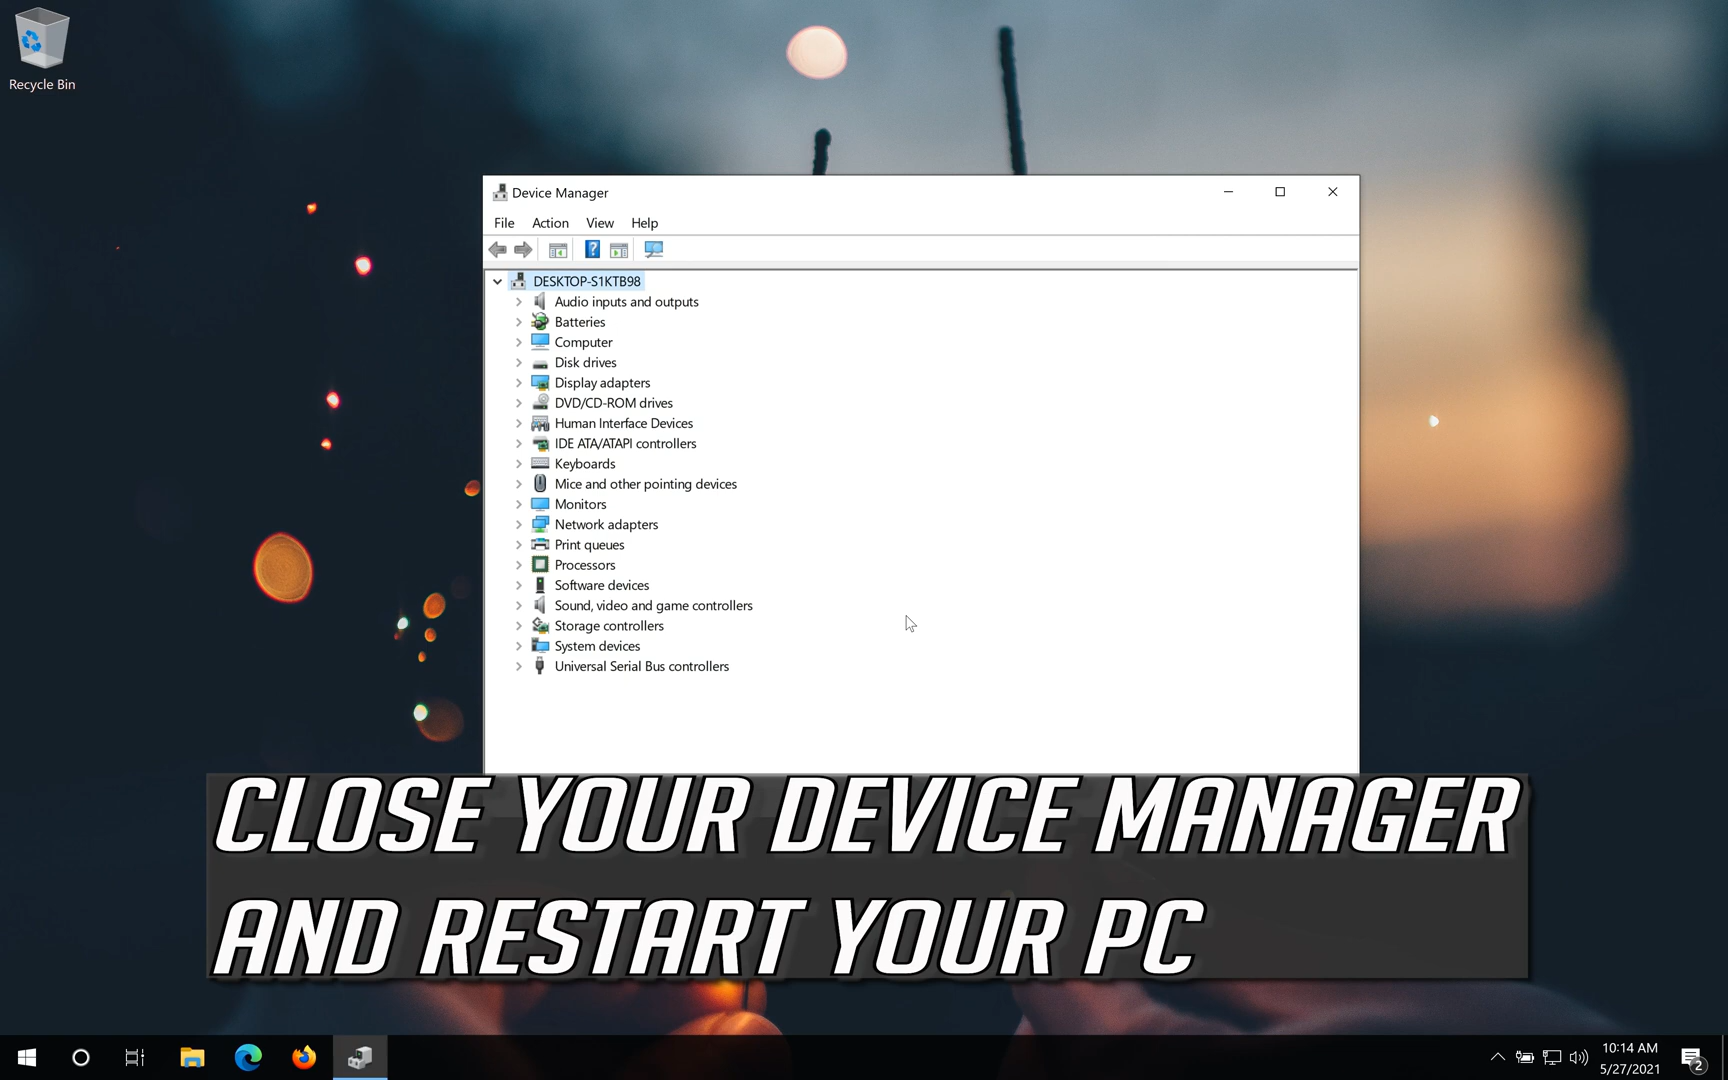 Recycle Bin
Device Manager
File Action View Help
DESKTOP-S1KTB98
Audio inputs and outputs
Batteries
Computer
Disk drives
Display adapters
DVD/CD-ROM drives
Human Interface Devices
IDE ATA/ATAPI controllers
Keyboards
Mice and other pointing devices
Monitors
Network adapters
Print queues
Processors
Software devices
Sound, video and game controllers
Storage controllers
System devices
Universal Serial Bus controllers
CLOSE YOUR DEVICE MANAGER
AND RESTART YOUR PC
10:14 AM
5/27/2021
2